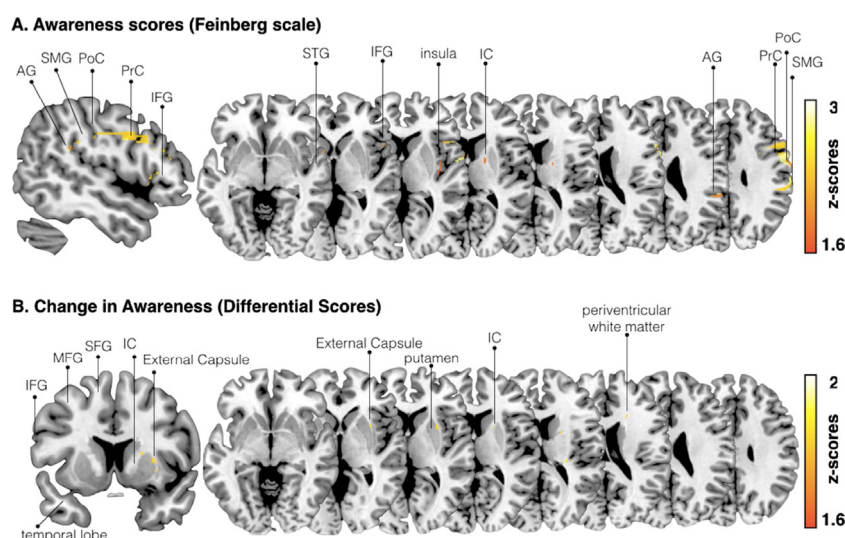 A. Awareness scores (Feinberg scale)
AG
SMG
PoC
PrC
IFG
STG
IFG
insula
IC
AG
PrC
PoC
SMG
3
z-scores
1.6
B. Change in Awareness (Differential Scores)
IFG
MFG
SFG
IC
External Capsule
temporal lobe
External Capsule
putamen
IC
periventricular
white matter
2
z-scores
1.6